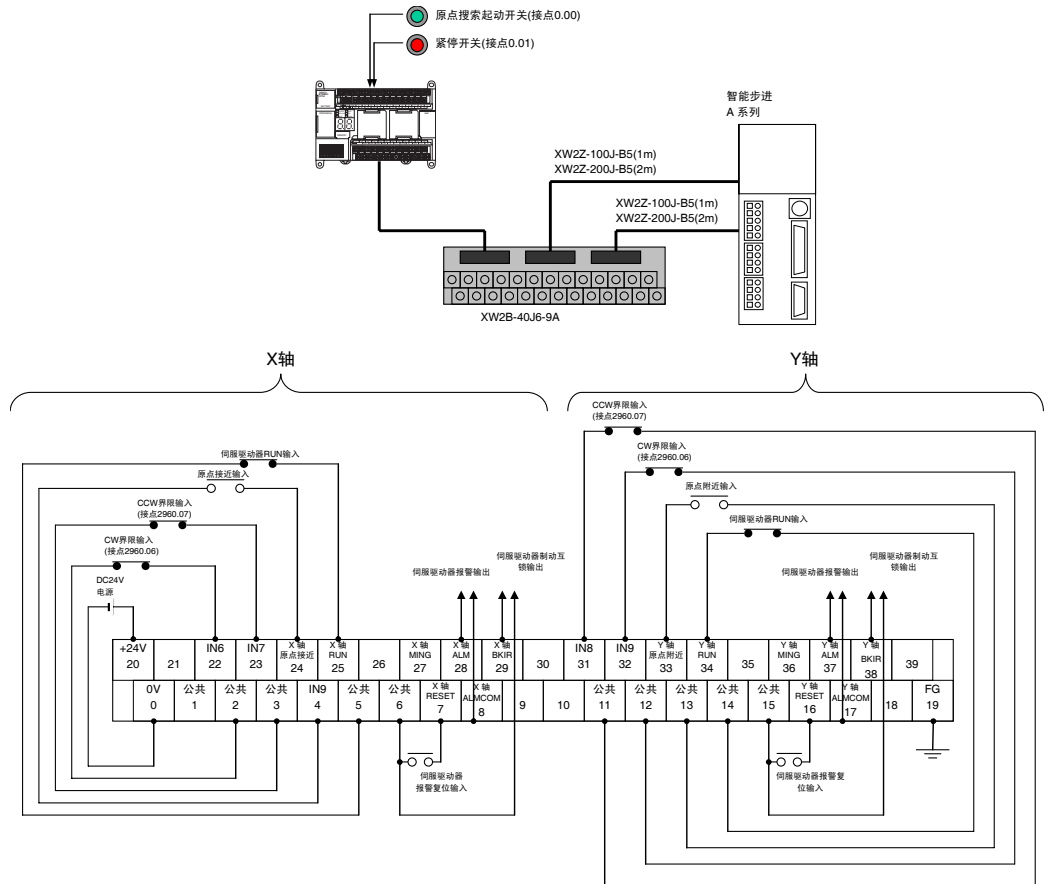 原点搜索起动开关(接点0.00)
紧停开关(接点0.01)
智能步进
A 系列
XW2Z-100J-B5(1m)
XW2Z-200J-B5(2m)
XW2Z-100J-B5(1m)
XW2Z-200J-B5(2m)
XW2B-40J6-9A
X轴
Y轴
伺服驱动器RUN输入
原点接近输入
CCW界限输入
(接点2960.07)
CW界限输入
(接点2960.06)
DC24V
电源
伺服驱动器报警输出
伺服驱动器制动互
锁输出
CCW界限输入
(接点2960.07)
CW界限输入
(接点2960.06)
原点附近输入
伺服驱动器RUN输入
伺服驱动器报警输出
伺服驱动器制动互
锁输出
+24V
20
21
IN6
22
IN7
23
X 轴
原点接近
24
X 轴
RUN
25
26
X 轴
MING
27
X 轴
ALM
28
X 轴
BKIR
29
30
IN8
31
IN9
32
Y 轴
原点附近
33
Y 轴
RUN
34
35
Y 轴
MING
36
Y 轴
ALM
37
Y 轴
BKIR
38
39
0V
0
公共
1
公共
2
公共
3
IN9
4
公共
5
公共
6
X 轴
RESET
7
X 轴
ALMCOM
8
9
10
公共
11
公共
12
公共
13
公共
14
公共
15
Y 轴
RESET
16
Y 轴
ALMCOM
17
18
FG
19
伺服驱动器
报警复位输入
伺服驱动器报警复
位输入